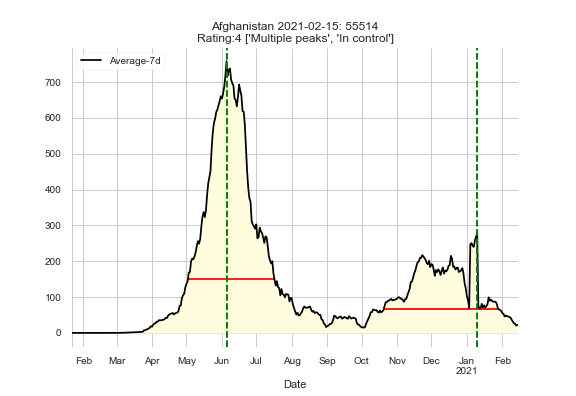 Afghanistan 2021-02-15: 55514
Rating:4 ['Multiple peaks', 'In control']
Average-7d
700
600
500
400
300
200
100
0
Feb Mar Apr May Jun Jul Aug Sep Oct Nov Dec Jan Feb
2021
Date